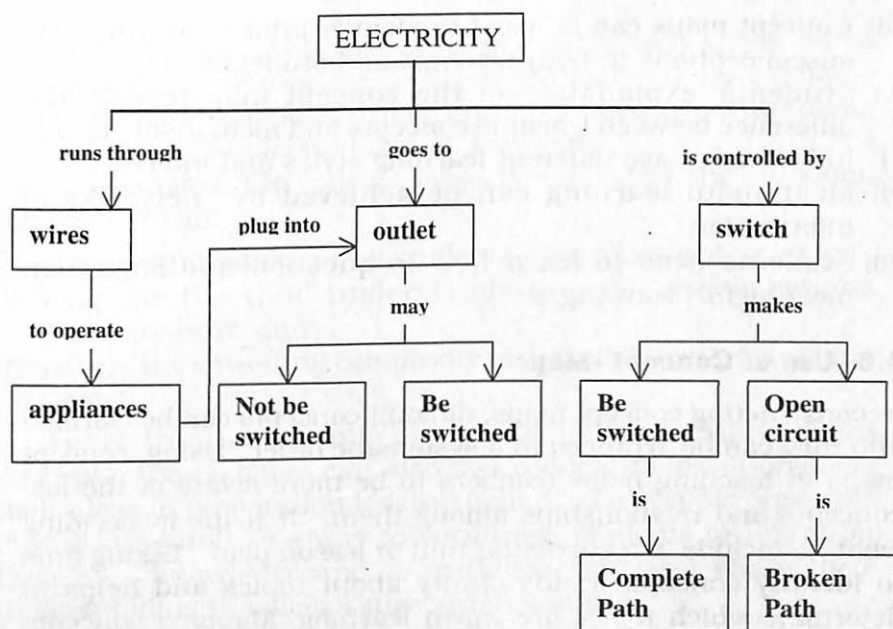 ELECTRICITY
runs through
goes to
is controlled by
wires
plug into
outlet
switch
to operate
may
makes
appliances
Not be
switched
Be
switched
Be
switched
Open
circuit
is
is
Complete
Path
Broken
Path